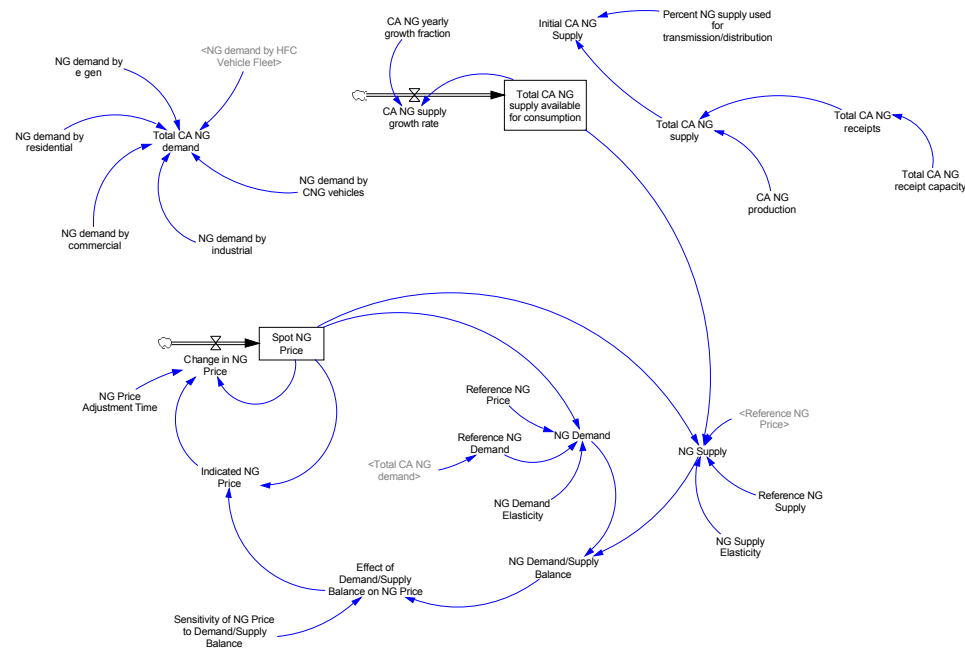 CA NG yearly
growth fraction
Initial CA NG
Supply
Percent NG supply used
for
transmission/distribution
NG demand by
e gen
<NG demand by HFC
Vehicle Fleet>
Total CA NG
supply available
for consumption
CA NG supply
growth rate
NG demand by
residential
Total CA NG
demand
Total CA NG
supply
Total CA NG
receipts
NG demand by
CNG vehicles
Total CA NG
receipt capacity
CA NG
production
NG demand by
commercial
NG demand by
industrial
Spot NG
Price
Change in NG
Price
NG Price
Adjustment Time
Reference NG
Price
<Reference NG
Price>
Reference NG
Demand
NG Demand
NG Supply
<Total CA NG
demand>
Indicated NG
Price
NG Demand
Elasticity
Reference NG
Supply
NG Supply
Elasticity
NG Demand/Supply
Balance
Effect of
Demand/Supply
Balance on NG Price
Sensitivity of NG Price
to Demand/Supply
Balance